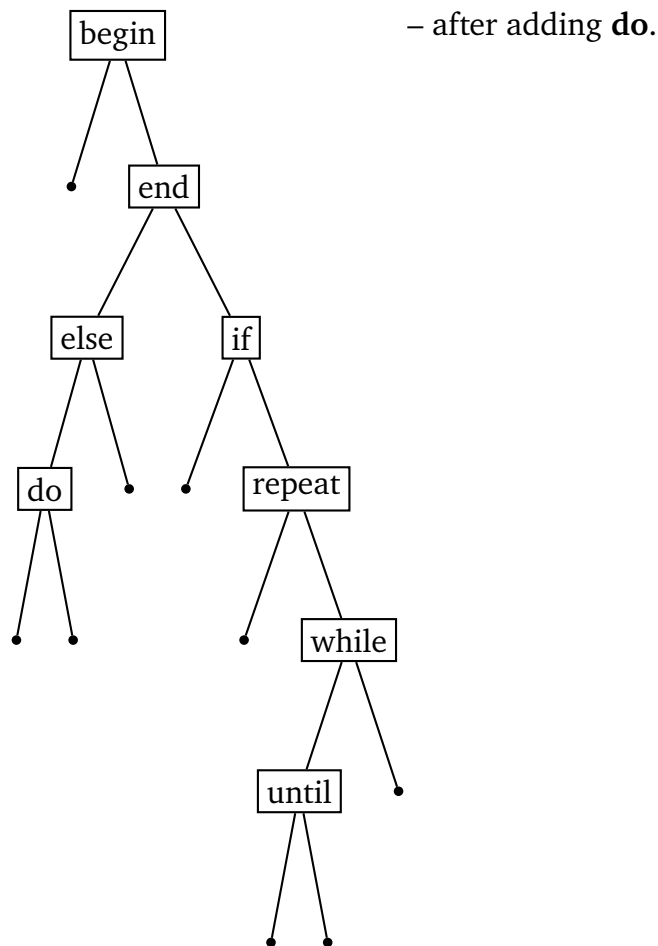 begin
– after adding do.
end
else
if
do
repeat
while
until